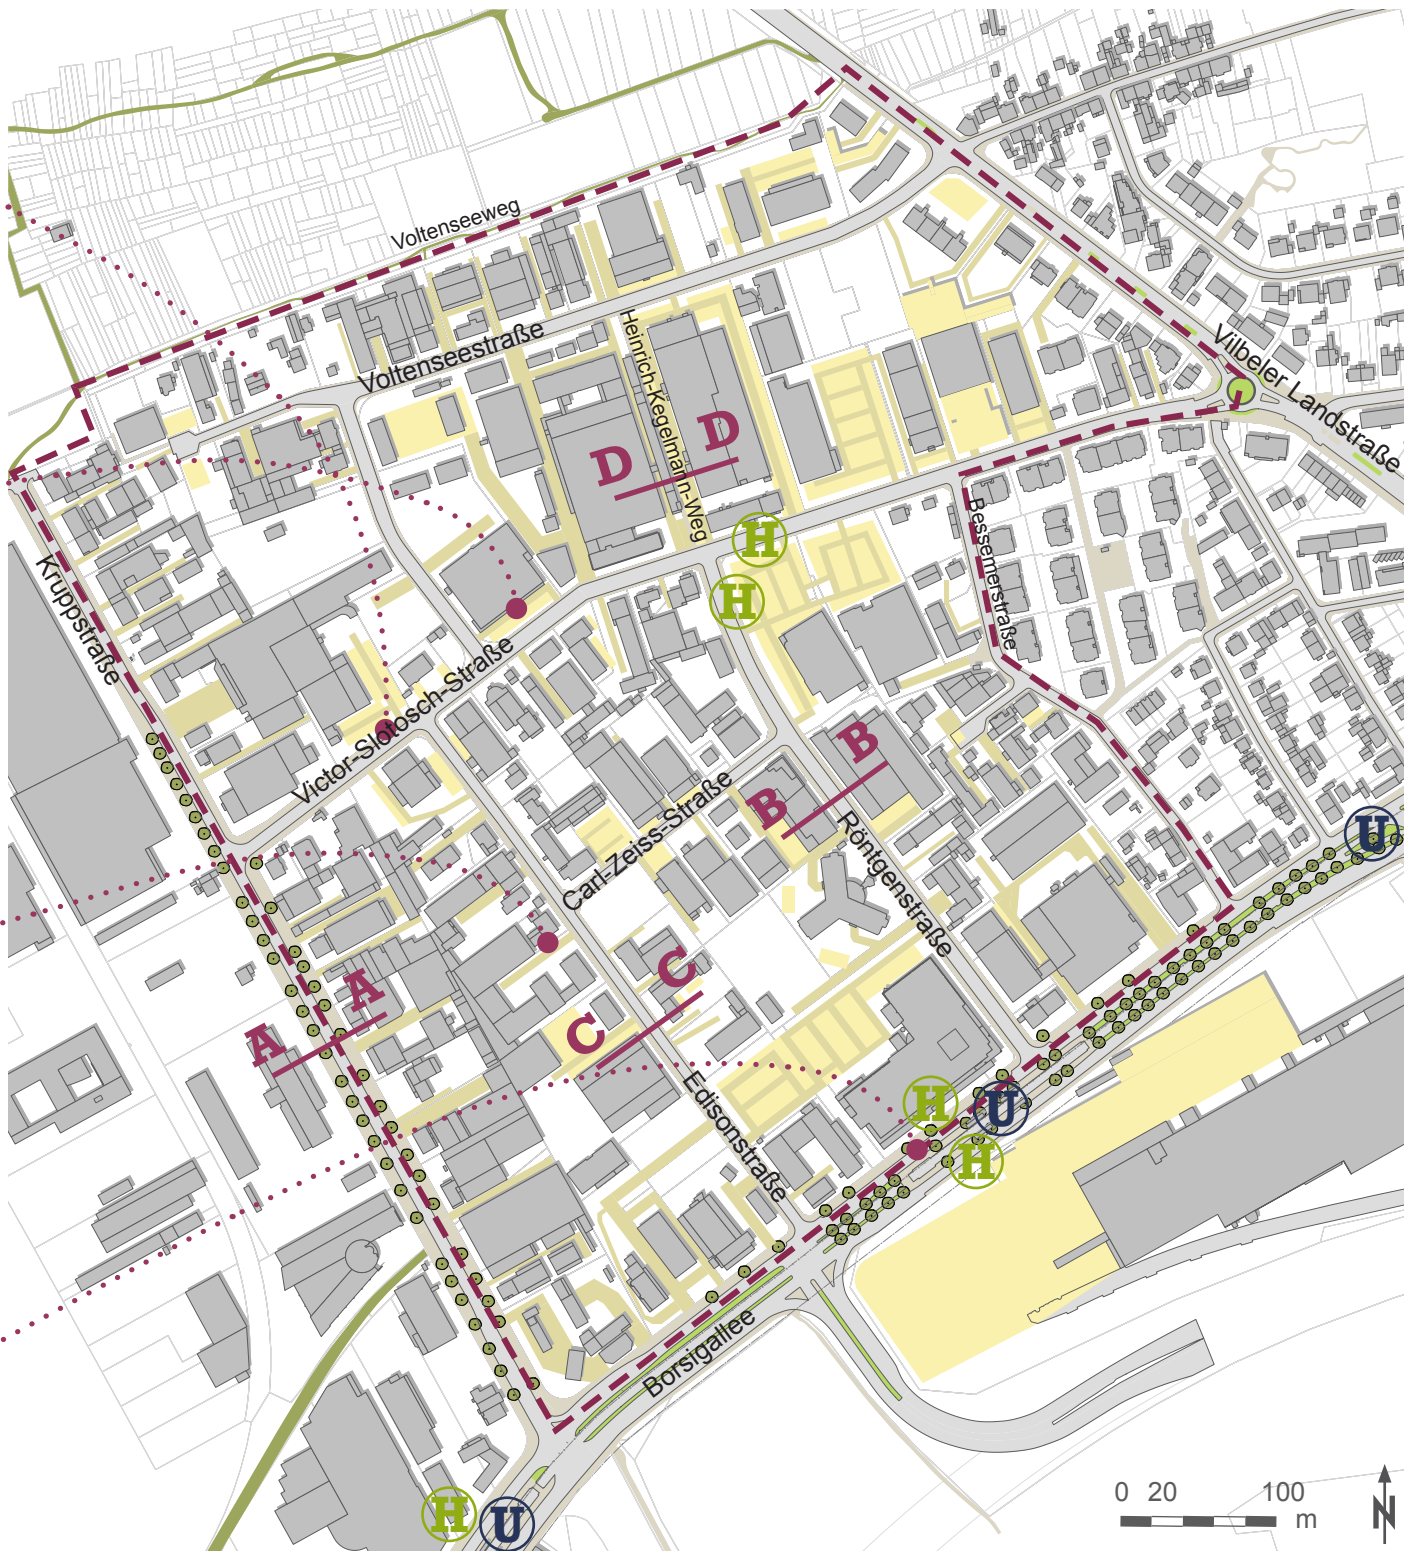 Voltenseeweg
Voltenseestraße
Heinrich-Kegelmann-Weg
Vilbeler Landstraße
D D
H
H
Bessemerstraße
Kruppstraße
Victor-Slotosch-Straße
B B
Carl-Zeiss-Straße
Röntgenstraße
U
A A
C C
Edisonstraße
H
U
H
Borsigallee
H
U
0 20 100
m
N